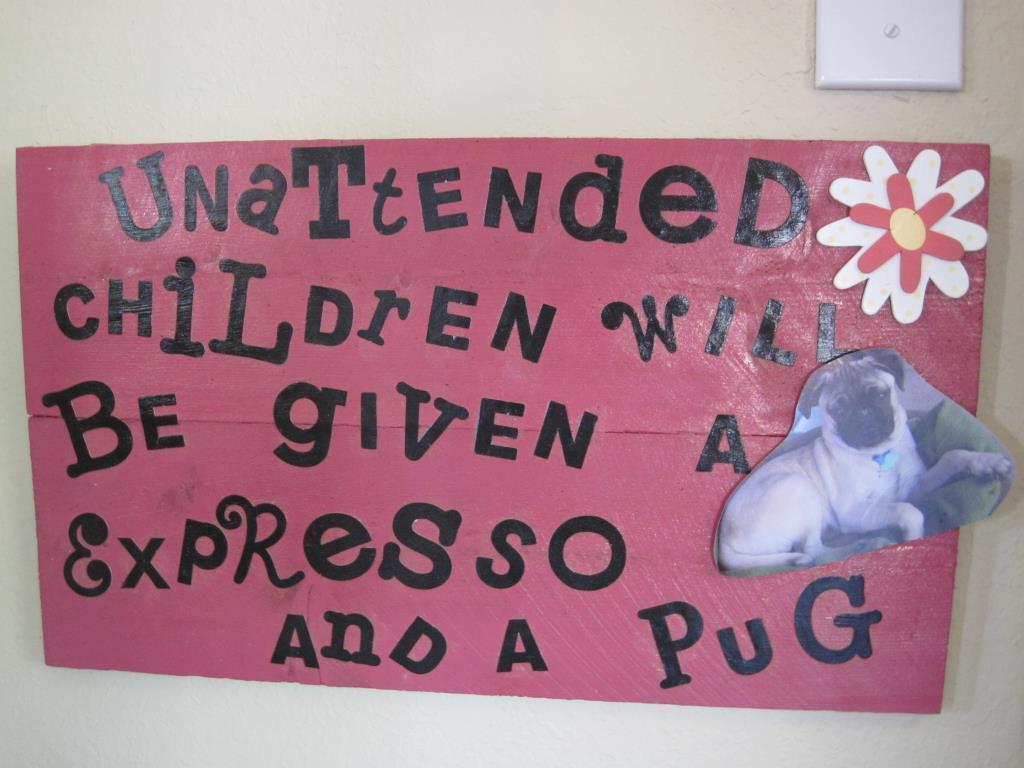 UNaTtENded
CHiLDrEN WILL
BE gIVEN A
ExpResso
AnD A PUG